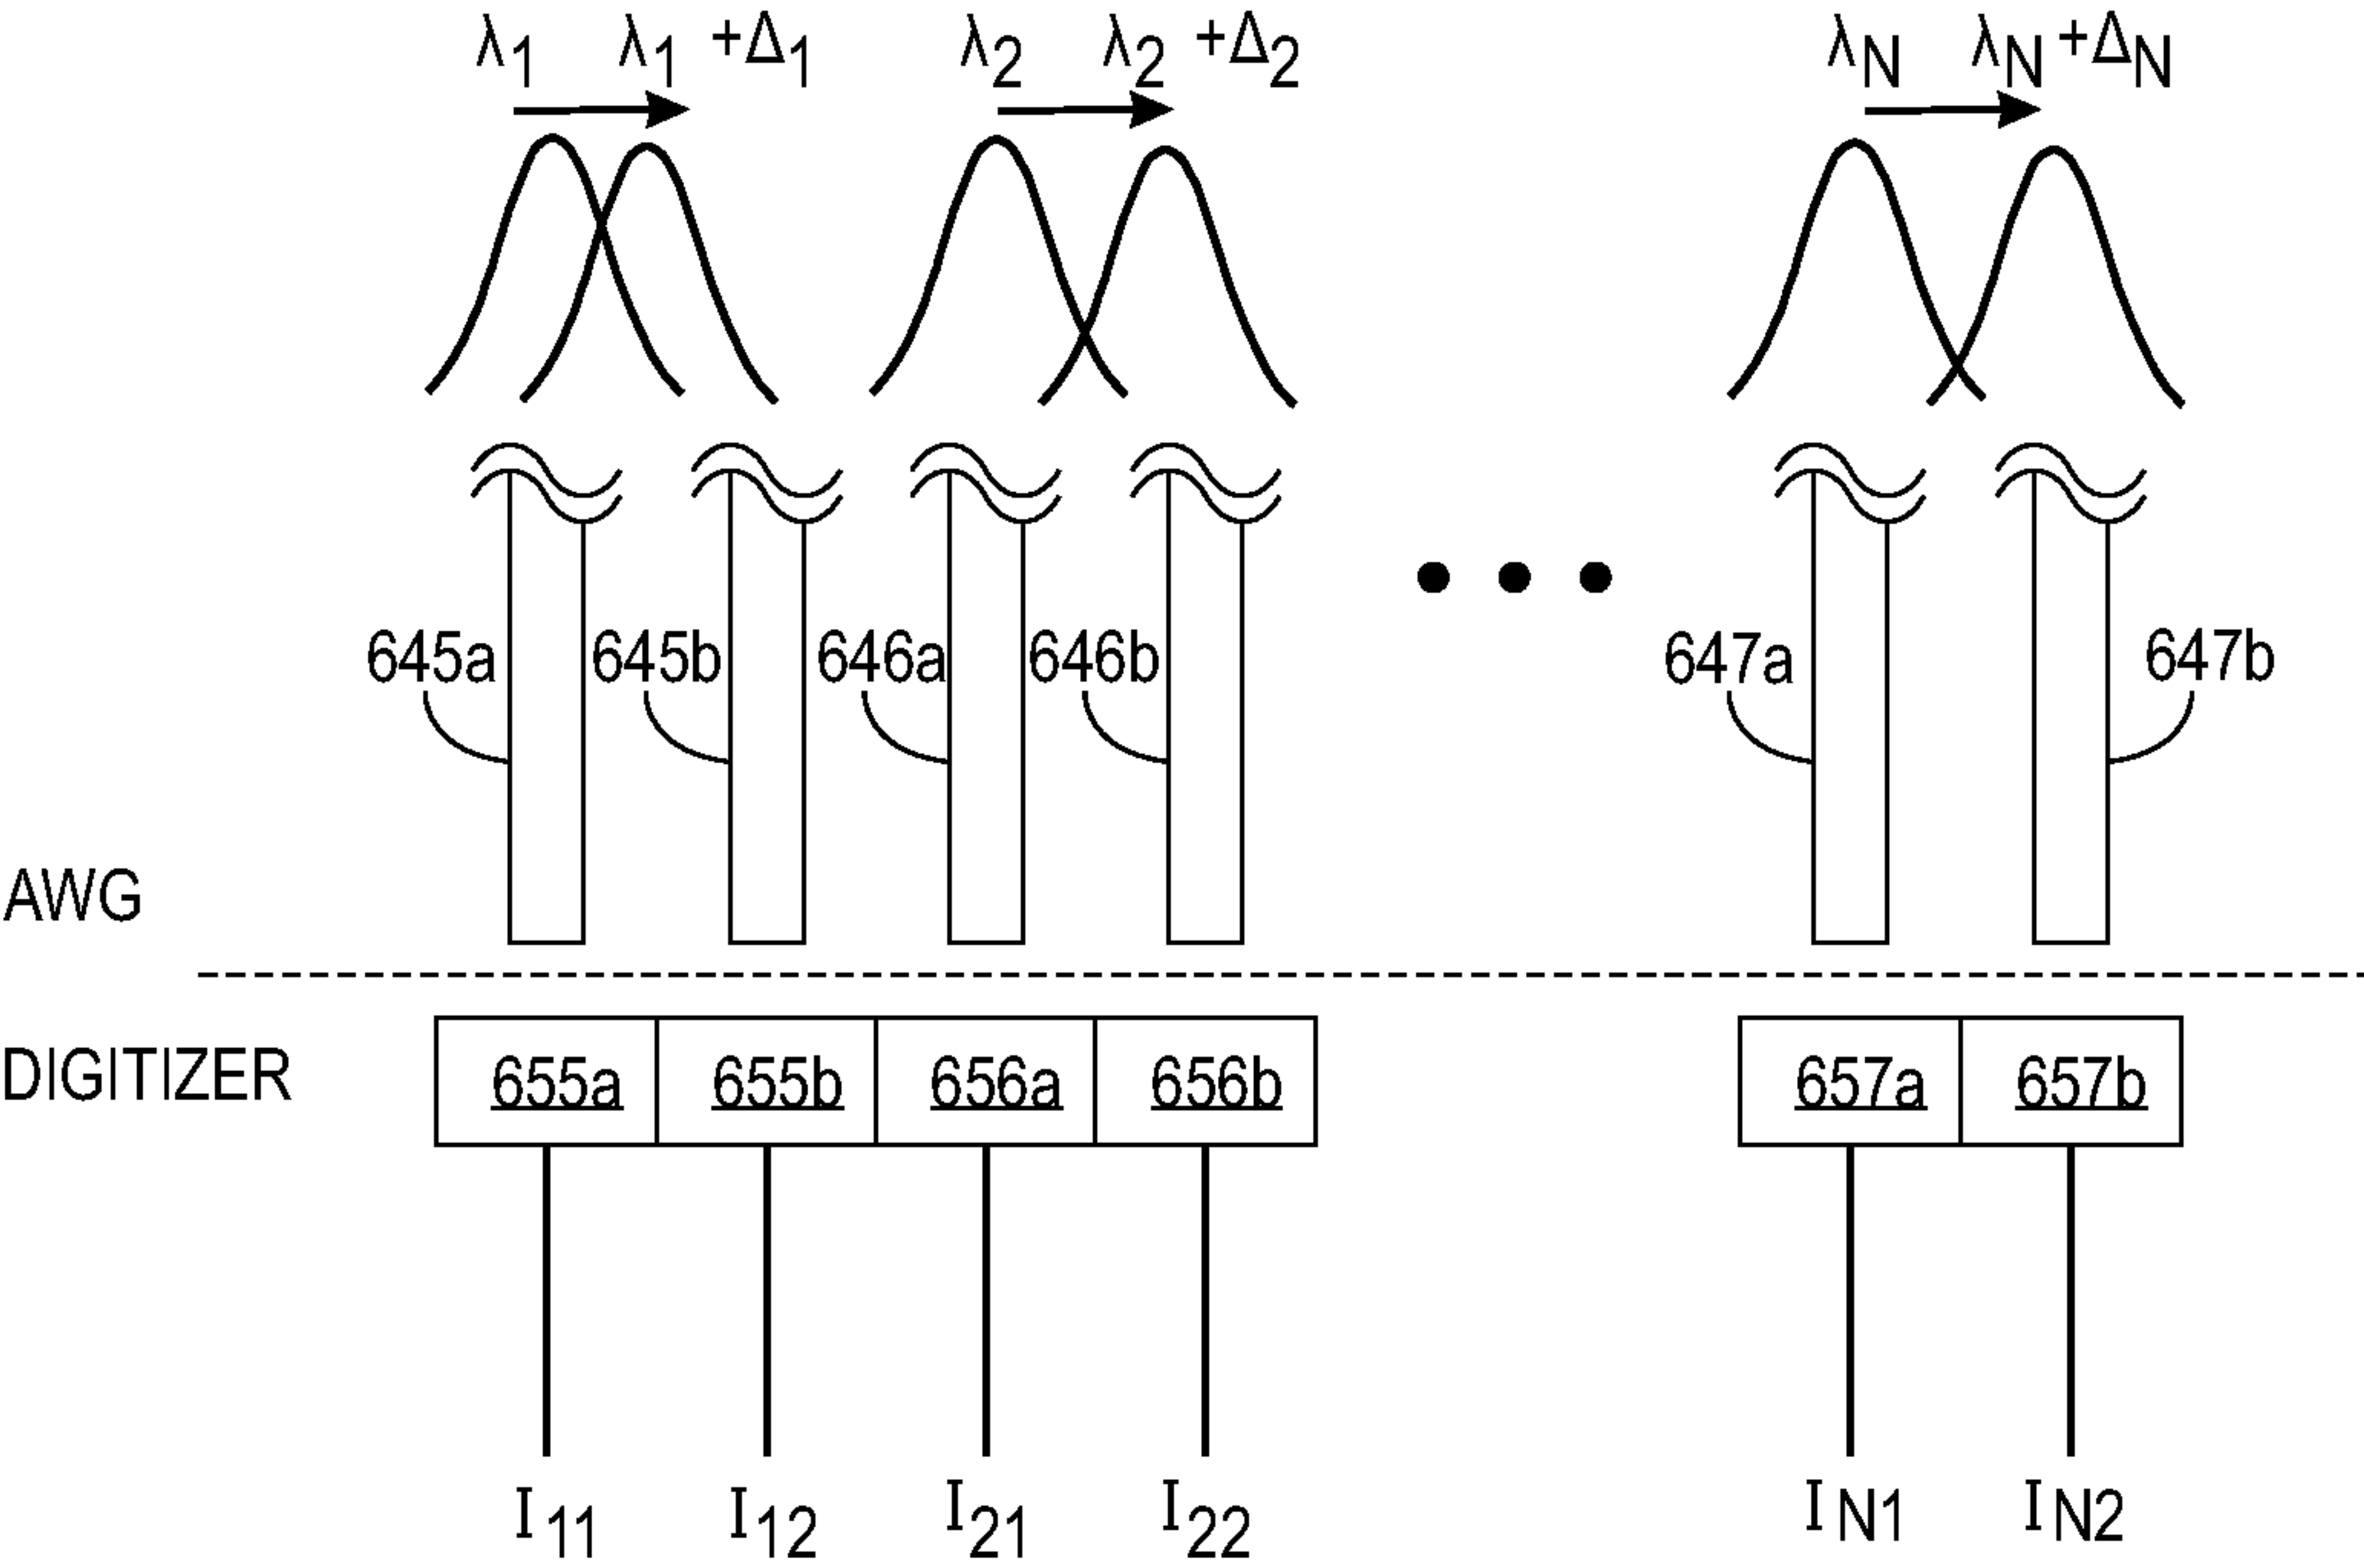 λ1 λ1 +Δ1 λ2 λ2 +Δ2 λN λN +ΔN
645a 645b 646a 646b 647a 647b
AWG
DIGITIZER 655a 655b 656a 656b 657a 657b
I11 I12 I21 I22 IN1 IN2